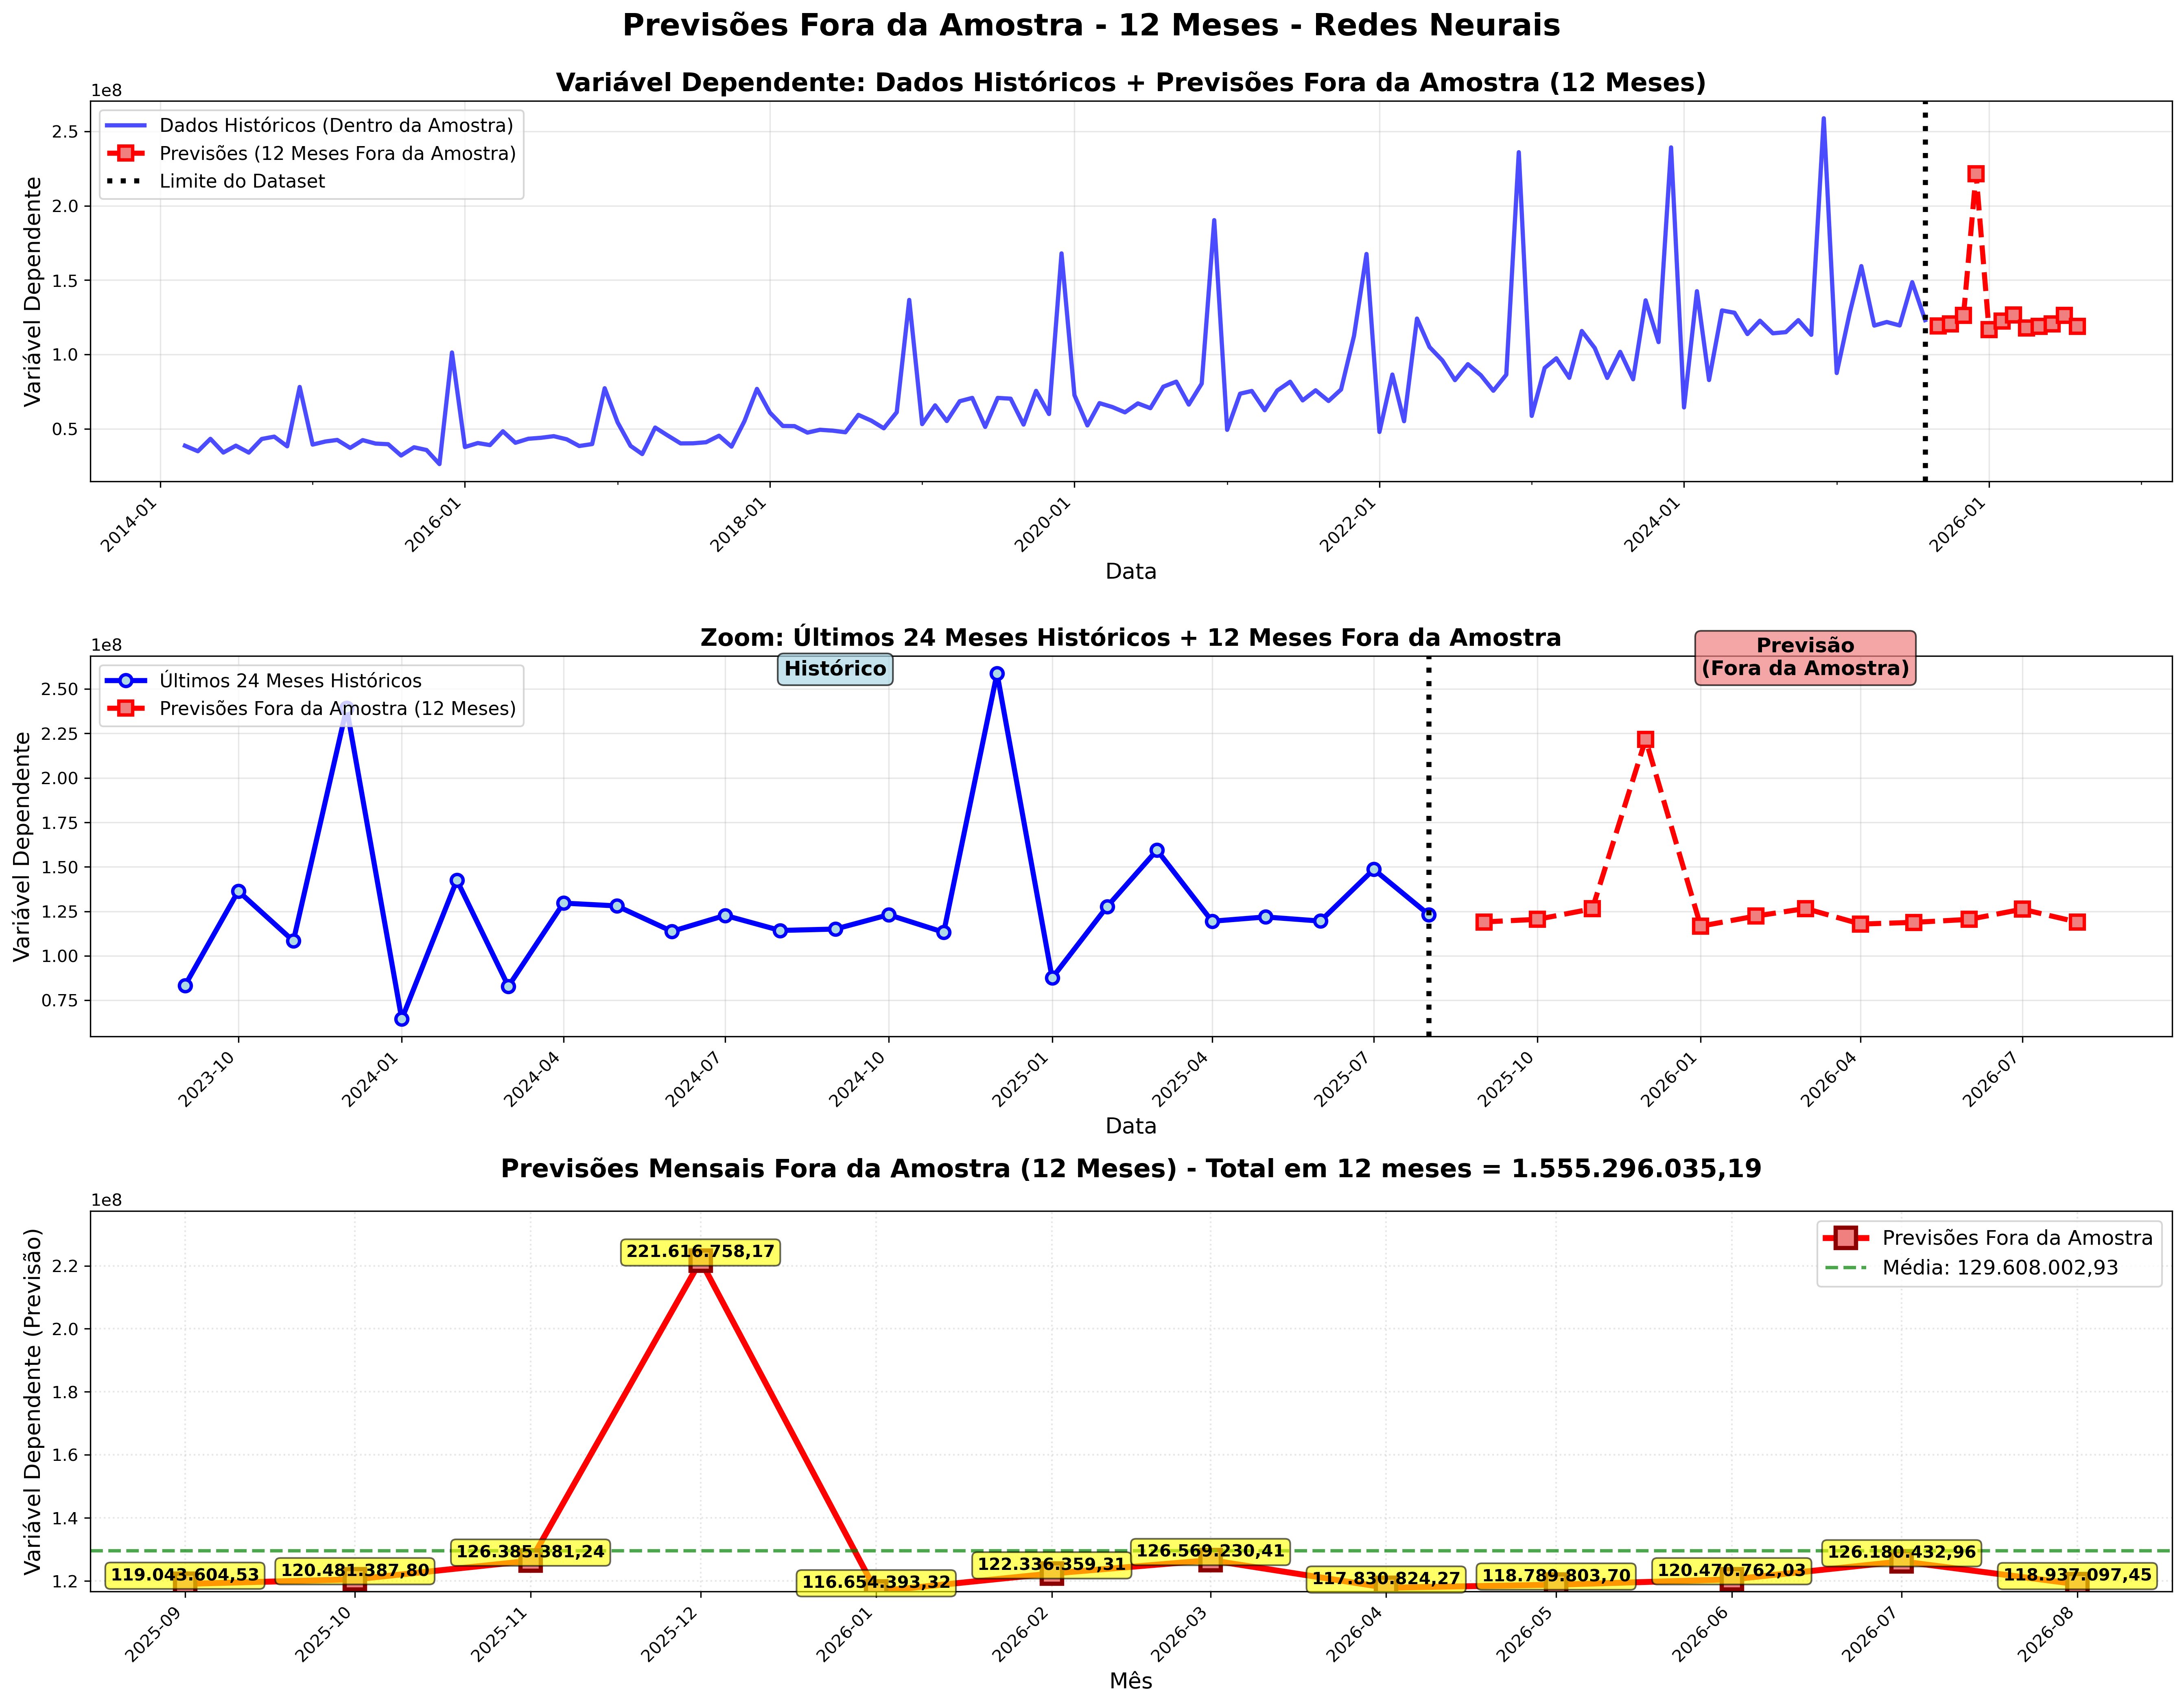 Previsões Fora da Amostra - 12 Meses - Redes Neurais
Variável Dependente: Dados Históricos + Previsões Fora da Amostra (12 Meses)
1e8
Dados Históricos (Dentro da Amostra)
Previsões (12 Meses Fora da Amostra)
Limite do Dataset
Variável Dependente
2.5
2.0
1.5
1.0
0.5
2014-01
2016-01
2018-01
2020-01
2022-01
2024-01
2026-01
Data
Zoom: Últimos 24 Meses Históricos + 12 Meses Fora da Amostra
1e8
Últimos 24 Meses Históricos
Previsões Fora da Amostra (12 Meses)
Histórico
Previsão
(Fora da Amostra)
Variável Dependente
2.50
2.25
2.00
1.75
1.50
1.25
1.00
0.75
2023-10
2024-01
2024-04
2024-07
2024-10
2025-01
2025-04
2025-07
2025-10
2026-01
2026-04
2026-07
Data
Previsões Mensais Fora da Amostra (12 Meses) - Total em 12 meses = 1.555.296.035,19
1e8
Previsões Fora da Amostra
Média: 129.608.002,93
Variável Dependente (Previsão)
2.2
2.0
1.8
1.6
1.4
1.2
119.043.604,53
120.481.387,80
126.385.381,24
221.616.758,17
116.654.393,32
122.336.359,31
126.569.230,41
117.830.824,27
118.789.803,70
120.470.762,03
126.180.432,96
118.937.097,45
2025-09
2025-10
2025-11
2025-12
2026-01
2026-02
2026-03
2026-04
2026-05
2026-06
2026-07
2026-08
Mês